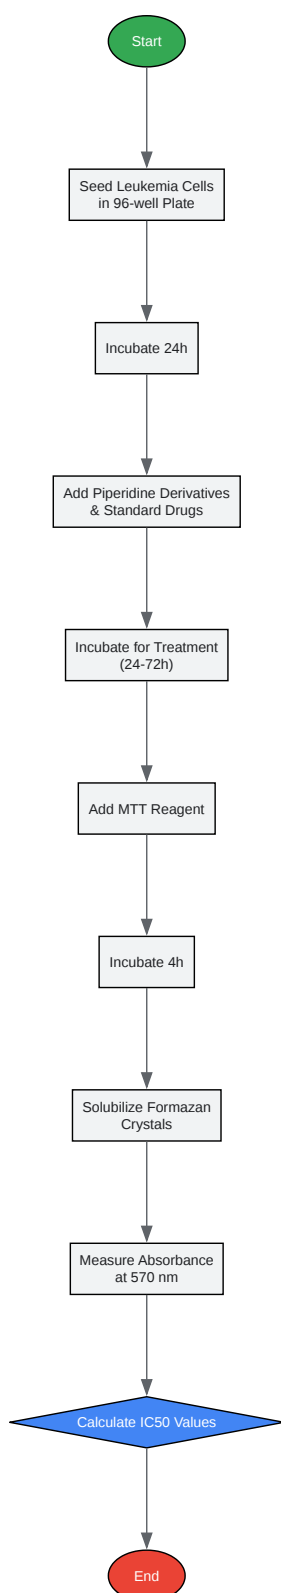 Start
Seed Leukemia Cells
in 96-well Plate
Incubate 24h
Add Piperidine Derivatives
& Standard Drugs
Incubate for Treatment
(24-72h)
Add MTT Reagent
Incubate 4h
Solubilize Formazan
Crystals
Measure Absorbance
at 570 nm
Calculate IC50 Values
End